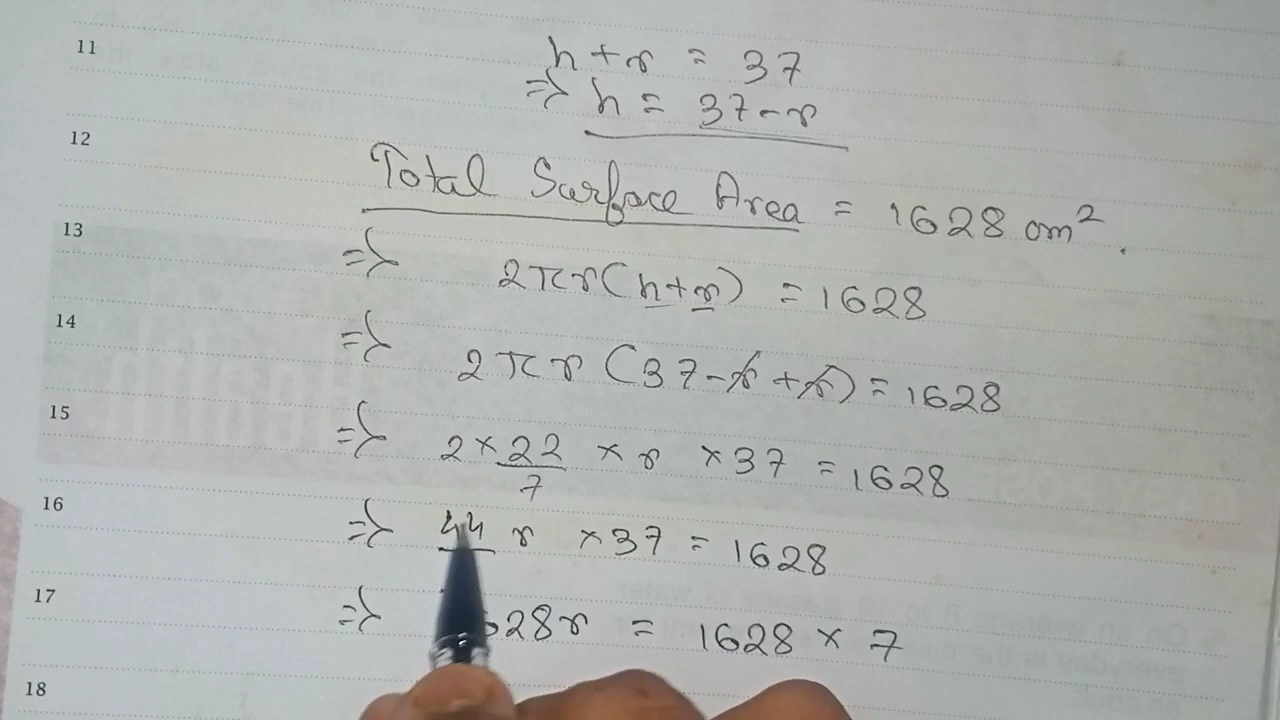 11
h + r = 37
⇒ h = 37 - r
12
Total Surface Area = 1628 cm².
13
⇒ 2πr(h+r) = 1628
14
⇒ 2πr (37 - r + r) = 1628
15
⇒ 2 × 22/7 × r × 37 = 1628
16
⇒ 44 r × 37 = 1628
17
⇒ 628r = 1628 × 7
18